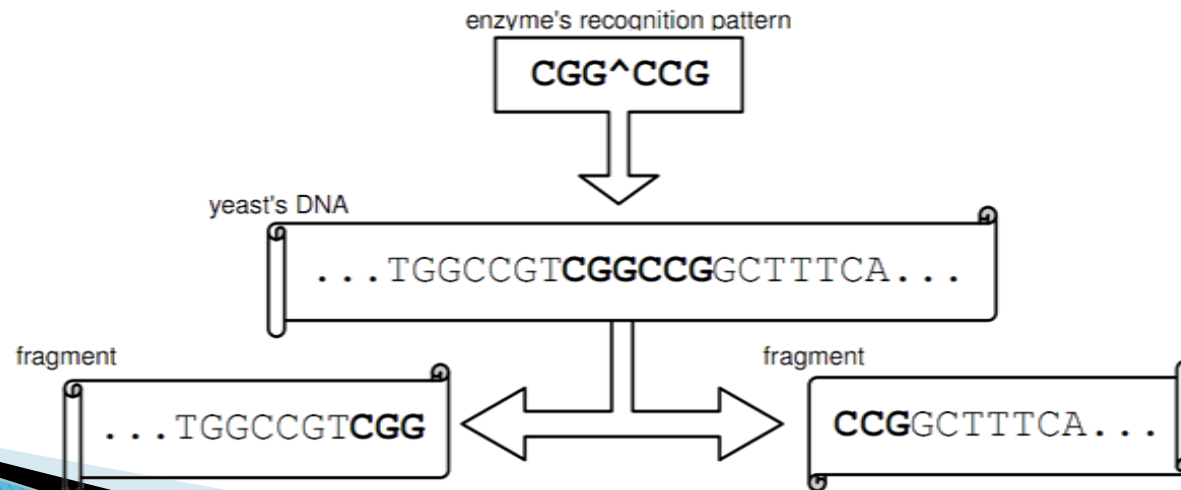 enzyme's recognition pattern
CGG^CCG
yeast's DNA
...TGGCCGTCGGCCGGCTTTCA...
fragment
fragment
...TGGCCGTCGG
CCGGCTTTCA...